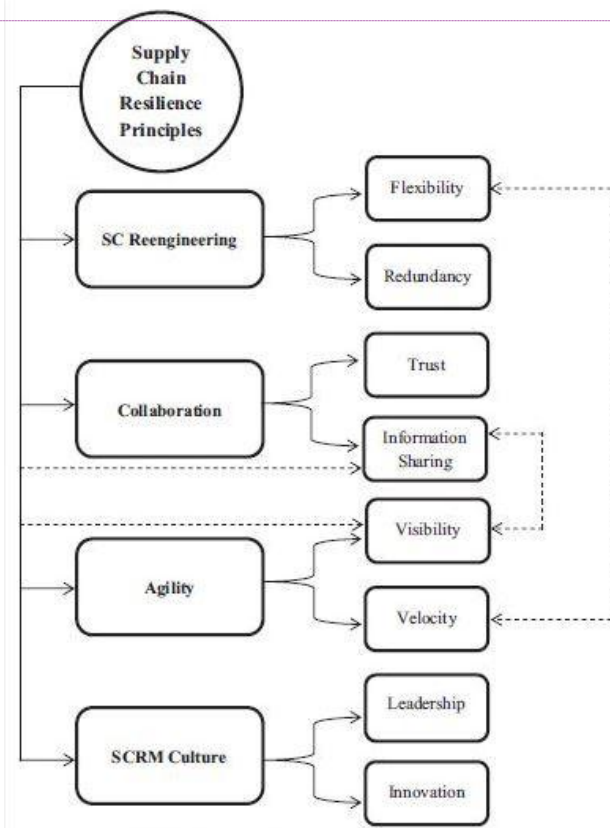 Supply
Chain
Resilience
Principles
SC Reengineering
Flexibility
Redundancy
Collaboration
Trust
Information
Sharing
Agility
Visibility
Velocity
SCRM Culture
Leadership
Innovation